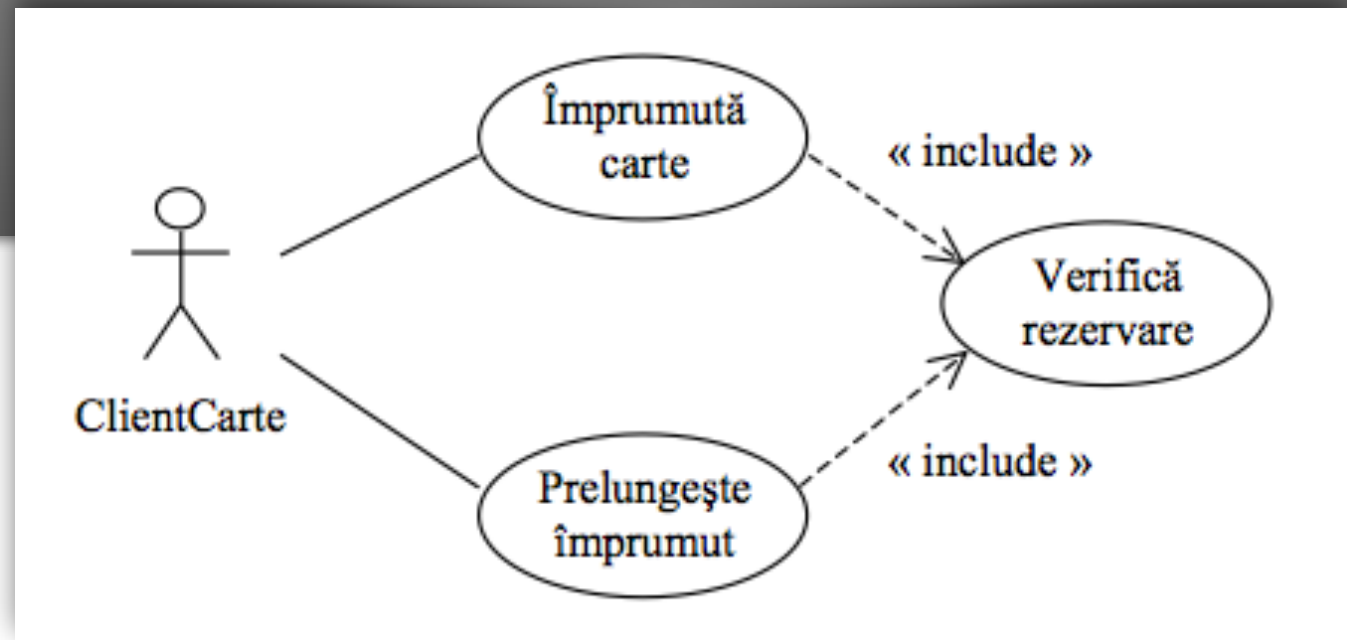 Împrumută
carte
« include »
Verifică
rezervare
ClientCarte
Prelungeşte
împrumut
« include »